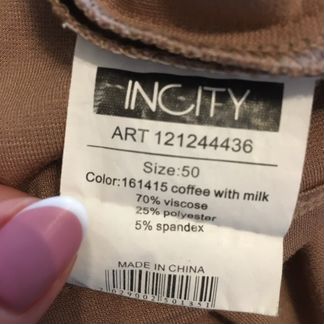 INCITY
ART 121244436
Size:50
Color:161415 coffee with milk
70% viscose
25% polyester
5% spandex
MADE IN CHINA